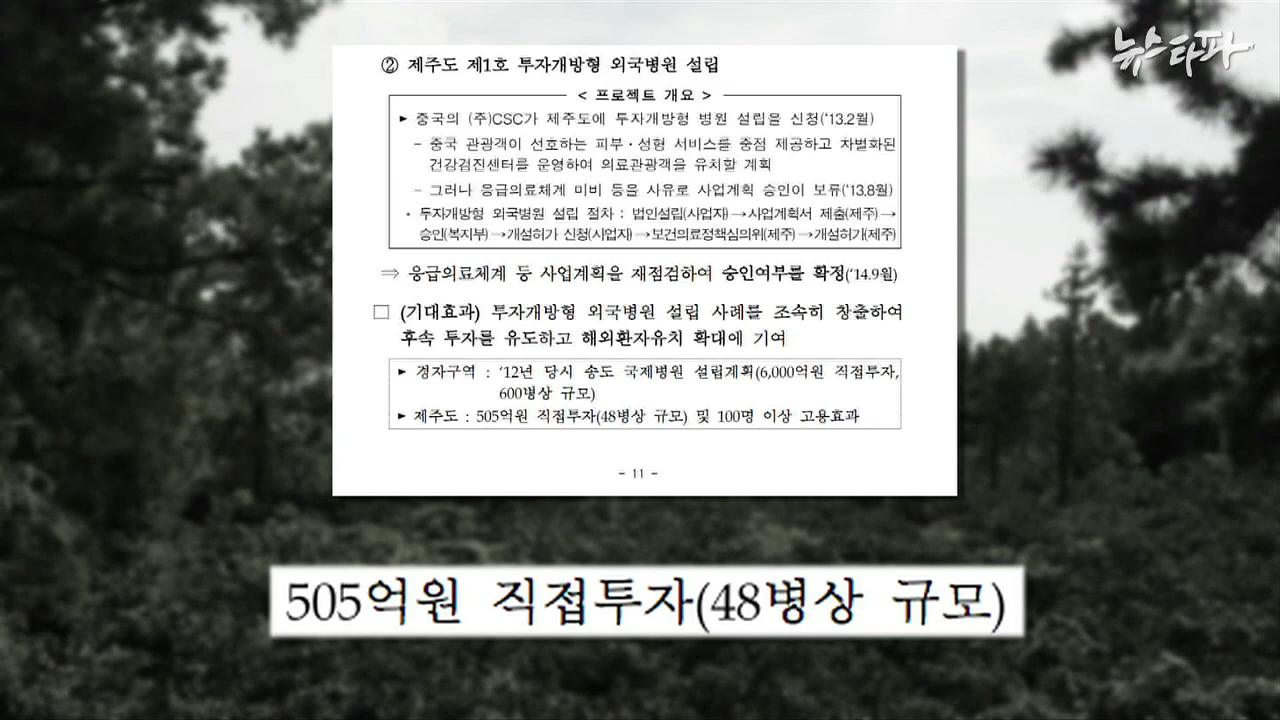 뉴스타파
② 제주도 제1호 투자개방형 외국병원 설립
< 프로젝트 개요 >
► 중국의 (주)CSC가 제주도에 투자개방형 병원 설립을 신청('13.2월)
- 중국 관광객이 선호하는 피부·성형 서비스를 중점 제공하고 차별화된
건강검진센터를 운영하여 의료관광객을 유치할 계획
- 그러나 응급의료체계 미비 등을 사유로 사업계획 승인이 보류('13.8월)
* 투자개방형 외국병원 설립 절차 : 법인설립(사업자)→사업계획서 제출(제주)→
승인(복지부)→개설허가 신청(사업자)→보건의료정책심의위(제주)→개설허가(제주)
⇒ 응급의료체계 등 사업계획을 재점검하여 승인여부를 확정('14.9월)
□ (기대효과) 투자개방형 외국병원 설립 사례를 조속히 창출하여
후속 투자를 유도하고 해외환자유치 확대에 기여
► 경자구역 : '12년 당시 송도 국제병원 설립계획(6,000억원 직접투자,
600병상 규모)
► 제주도 : 505억원 직접투자(48병상 규모) 및 100명 이상 고용효과
- 11 -
505억원 직접투자(48병상 규모)